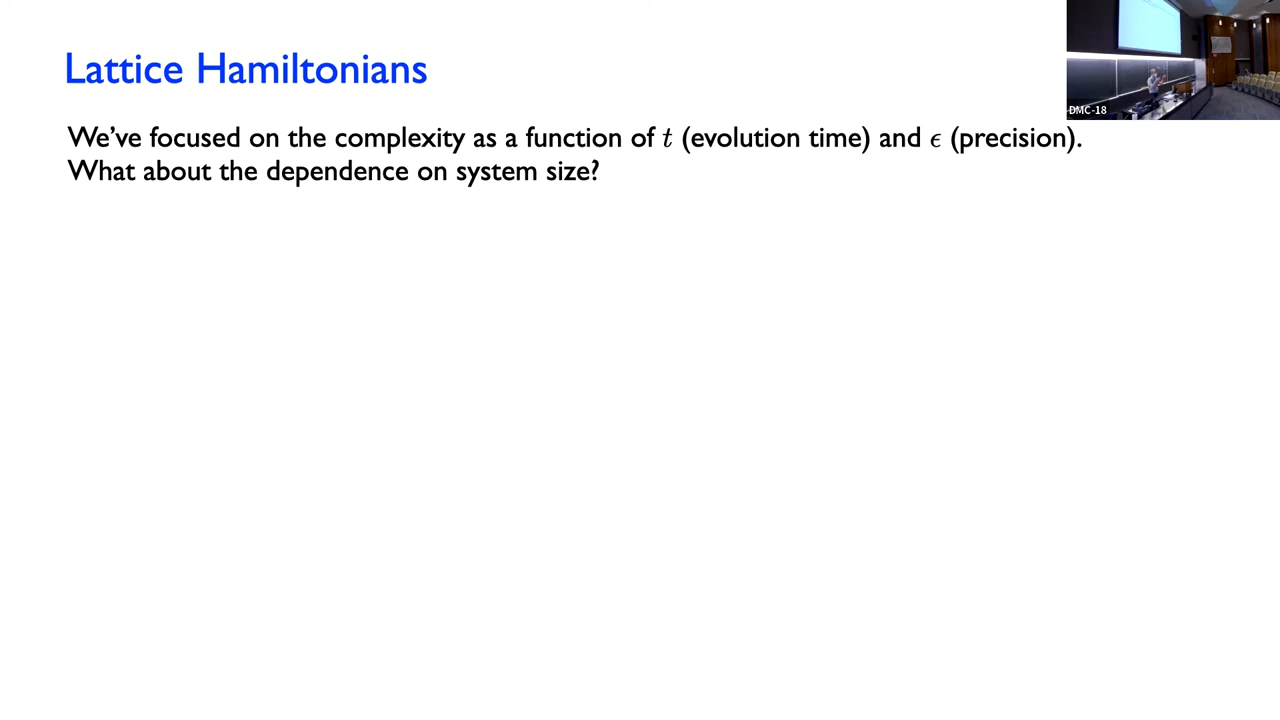 Lattice Hamiltonians
We've focused on the complexity as a function of t (evolution time) and ϵ (precision).
What about the dependence on system size?
DMC-18